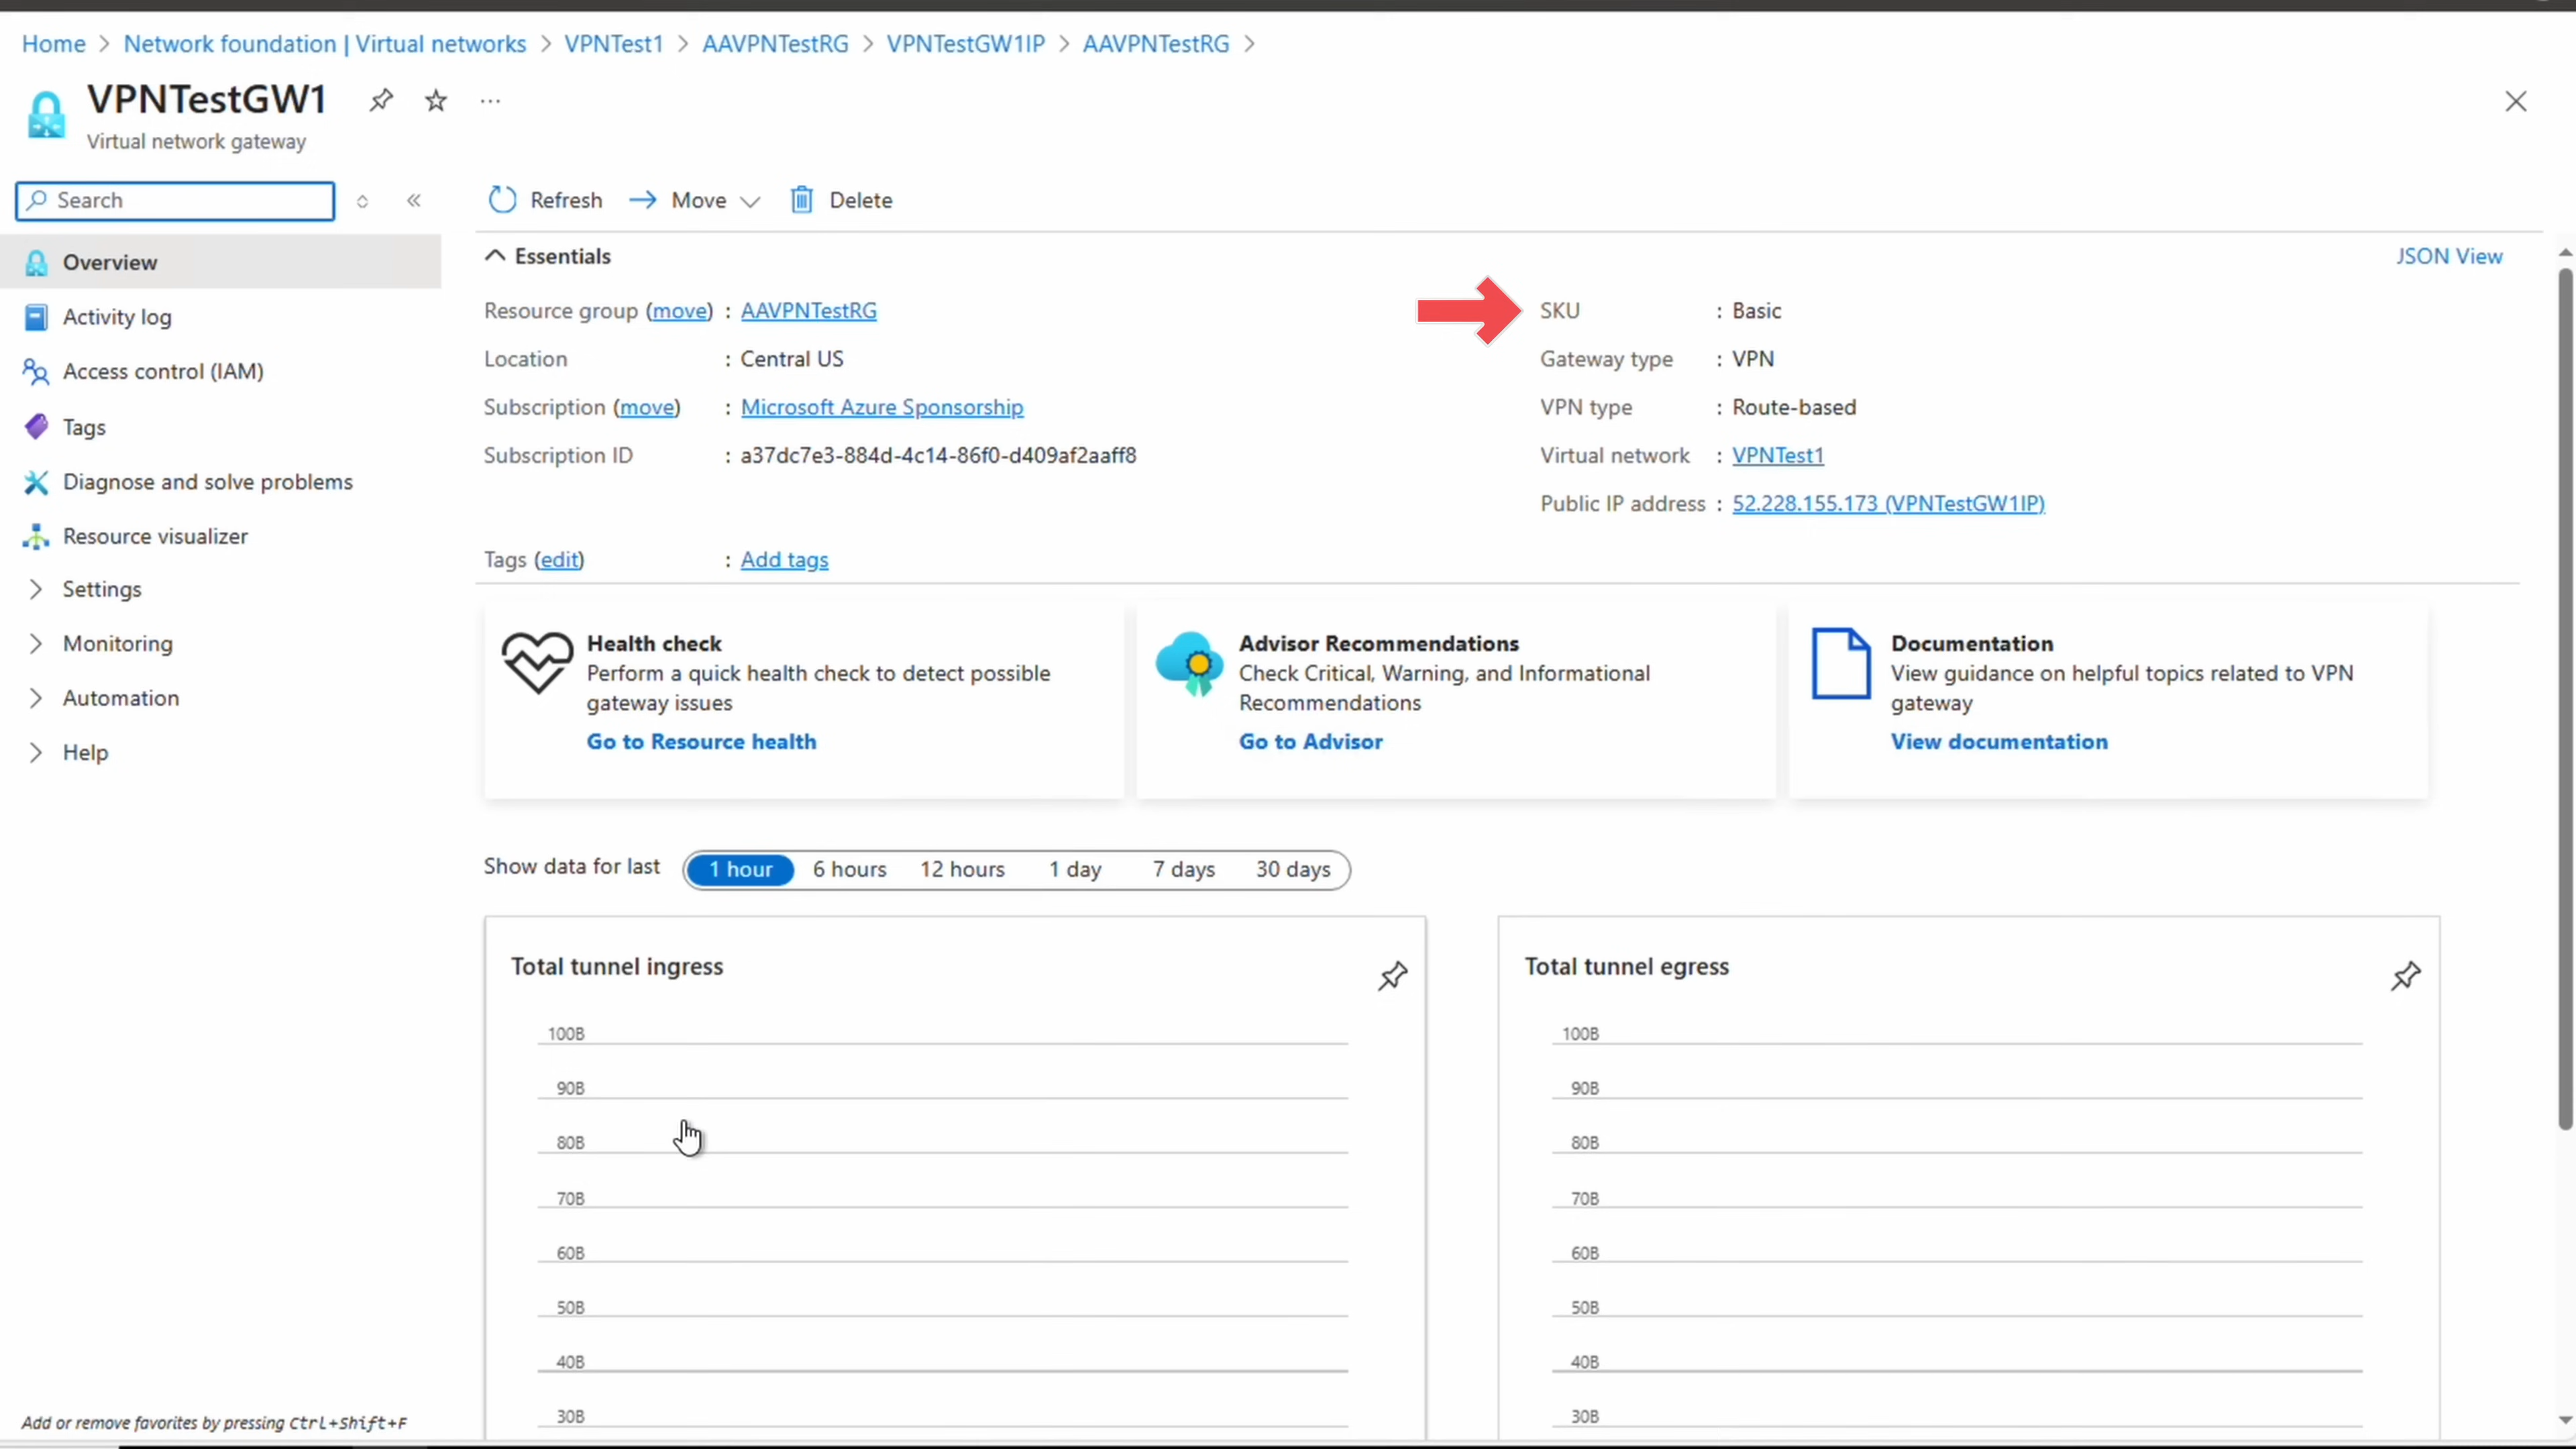 Home > Network foundation | Virtual networks > VPNTest1 > AAVPNTestRG > VPNTestGW1IP > AAVPNTestRG >
VPNTestGW1
Virtual network gateway
Search
Refresh Move Delete
Overview
Activity log
Access control (IAM)
Tags
Diagnose and solve problems
Resource visualizer
Settings
Monitoring
Automation
Help
Add or remove favorites by pressing Ctrl+Shift+F
Essentials
JSON View
Resource group (move) : AAVPNTestRG
Location : Central US
Subscription (move) : Microsoft Azure Sponsorship
Subscription ID : a37dc7e3-884d-4c14-86f0-d409af2aaff8
SKU : Basic
Gateway type : VPN
VPN type : Route-based
Virtual network : VPNTest1
Public IP address : 52.228.155.173 (VPNTestGW1IP)
Tags (edit) : Add tags
Health check
Perform a quick health check to detect possible
gateway issues
Go to Resource health
Advisor Recommendations
Check Critical, Warning, and Informational
Recommendations
Go to Advisor
Documentation
View guidance on helpful topics related to VPN
gateway
View documentation
Show data for last 1 hour 6 hours 12 hours 1 day 7 days 30 days
Total tunnel ingress
100B
90B
80B
70B
60B
50B
40B
30B
Total tunnel egress
100B
90B
80B
70B
60B
50B
40B
30B